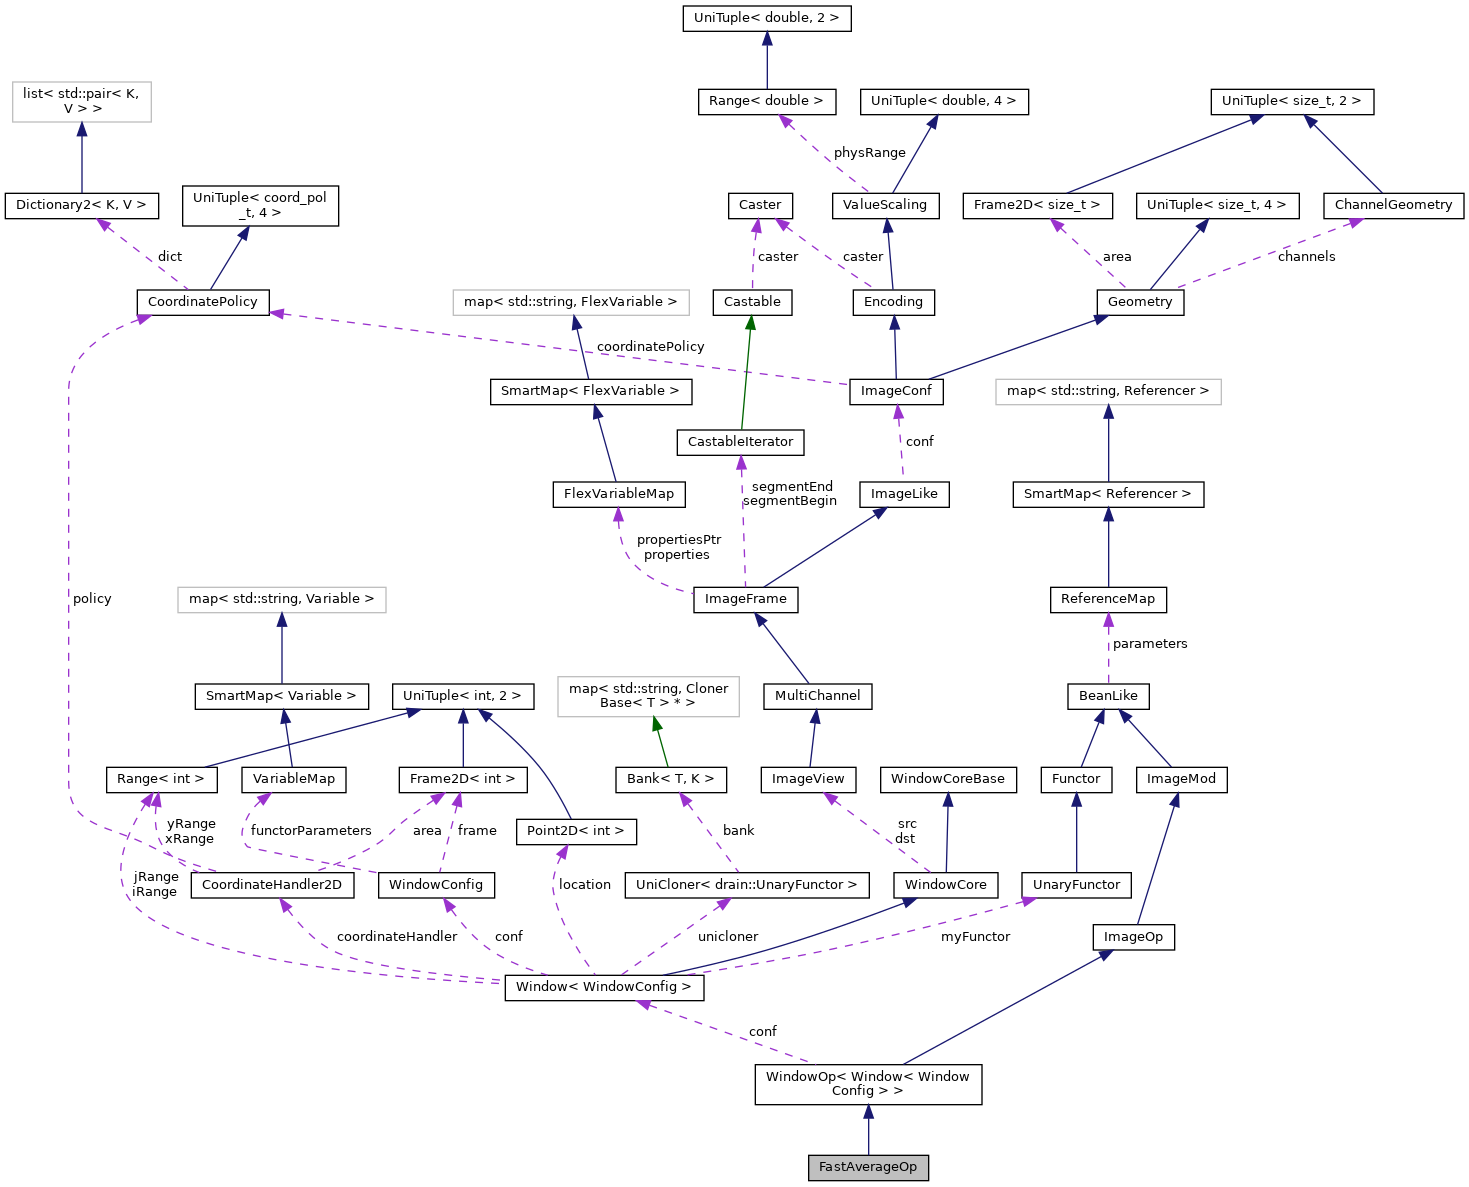 UniTuple< double, 2 >
list< std::pair< K,
V > >
Range< double >
UniTuple< double, 4 >
UniTuple< size_t, 2 >
physRange
Dictionary2< K, V >
UniTuple< coord_pol
_t, 4 >
Caster
ValueScaling
Frame2D< size_t >
UniTuple< size_t, 4 >
ChannelGeometry
dict
caster
caster
area
channels
CoordinatePolicy
map< std::string, FlexVariable >
Castable
Encoding
Geometry
coordinatePolicy
SmartMap< FlexVariable >
ImageConf
map< std::string, Referencer >
CastableIterator
conf
segmentEnd
segmentBegin
FlexVariableMap
ImageLike
SmartMap< Referencer >
propertiesPtr
properties
policy
map< std::string, Variable >
ImageFrame
ReferenceMap
parameters
SmartMap< Variable >
UniTuple< int, 2 >
map< std::string, Cloner
Base< T > * >
MultiChannel
BeanLike
Range< int >
VariableMap
Frame2D< int >
Bank< T, K >
ImageView
WindowCoreBase
Functor
ImageMod
yRange
xRange
functorParameters
area
frame
Point2D< int >
bank
src
dst
jRange
iRange
CoordinateHandler2D
WindowConfig
location
UniCloner< drain::UnaryFunctor >
WindowCore
UnaryFunctor
coordinateHandler
conf
unicloner
myFunctor
ImageOp
Window< WindowConfig >
conf
WindowOp< Window< Window
Config > >
FastAverageOp